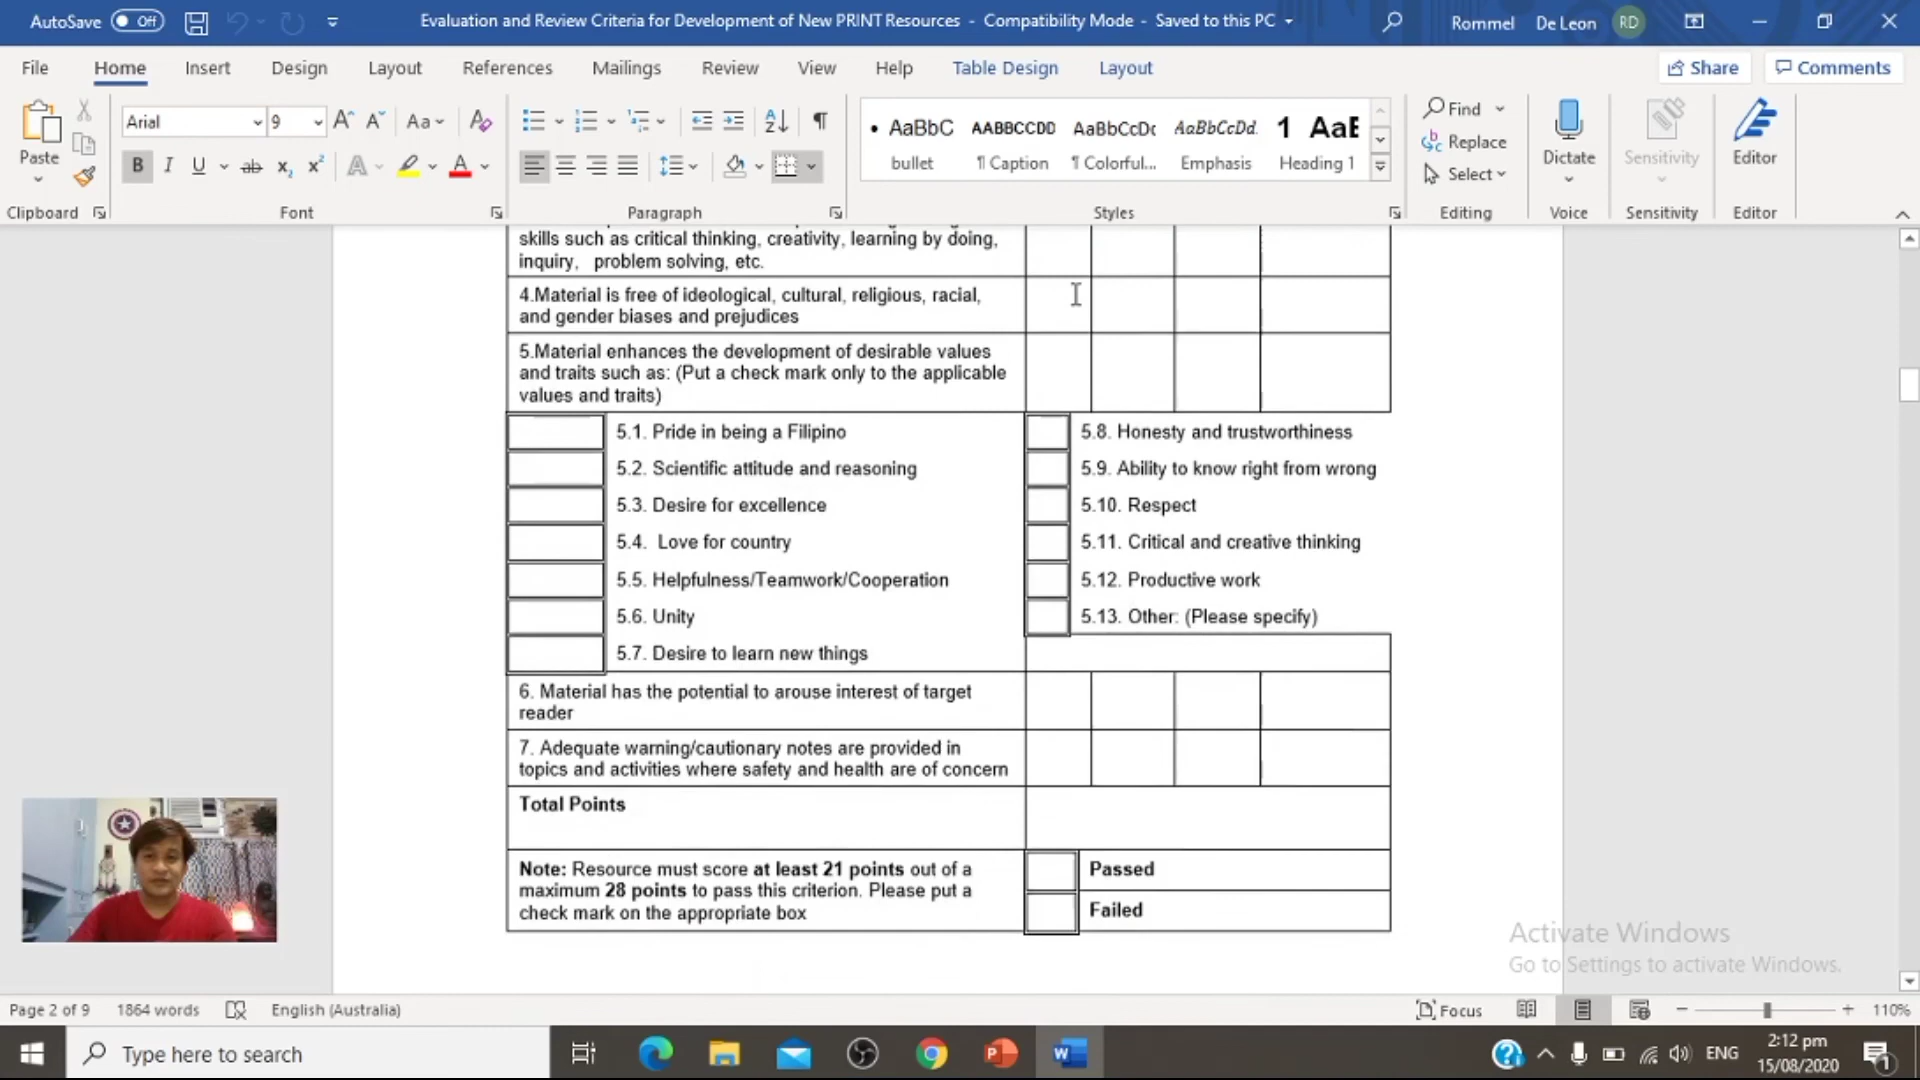 AutoSave Off
Evaluation and Review Criteria for Development of New PRINT Resources - Compatibility Mode - Saved to this PC
Rommel De Leon RD
File Home Insert Design Layout References Mailings Review View Help Table Design Layout Share Comments
Arial 9 Aa
Paste
B I U ab x₂ x²
AaBbC AABBCCDD AaBbCcDc AaBbCcDd. 1 AaE
bullet ¶ Caption ¶ Colorful... Emphasis Heading 1
Find
Replace
Select
Dictate Sensitivity Editor
Clipboard Font Paragraph Styles Editing Voice Sensitivity Editor
skills such as critical thinking, creativity, learning by doing,
inquiry, problem solving, etc.
4.Material is free of ideological, cultural, religious, racial,
and gender biases and prejudices
5.Material enhances the development of desirable values
and traits such as: (Put a check mark only to the applicable
values and traits)
5.1. Pride in being a Filipino
5.2. Scientific attitude and reasoning
5.3. Desire for excellence
5.4. Love for country
5.5. Helpfulness/Teamwork/Cooperation
5.6. Unity
5.7. Desire to learn new things
5.8. Honesty and trustworthiness
5.9. Ability to know right from wrong
5.10. Respect
5.11. Critical and creative thinking
5.12. Productive work
5.13. Other: (Please specify)
6. Material has the potential to arouse interest of target
reader
7. Adequate warning/cautionary notes are provided in
topics and activities where safety and health are of concern
Total Points
Note: Resource must score at least 21 points out of a
maximum 28 points to pass this criterion. Please put a
check mark on the appropriate box
Passed
Failed
Activate Windows
Go to Settings to activate Windows.
Page 2 of 9 1864 words English (Australia) Focus 110%
Type here to search
ENG
2:12 pm
15/08/2020
1